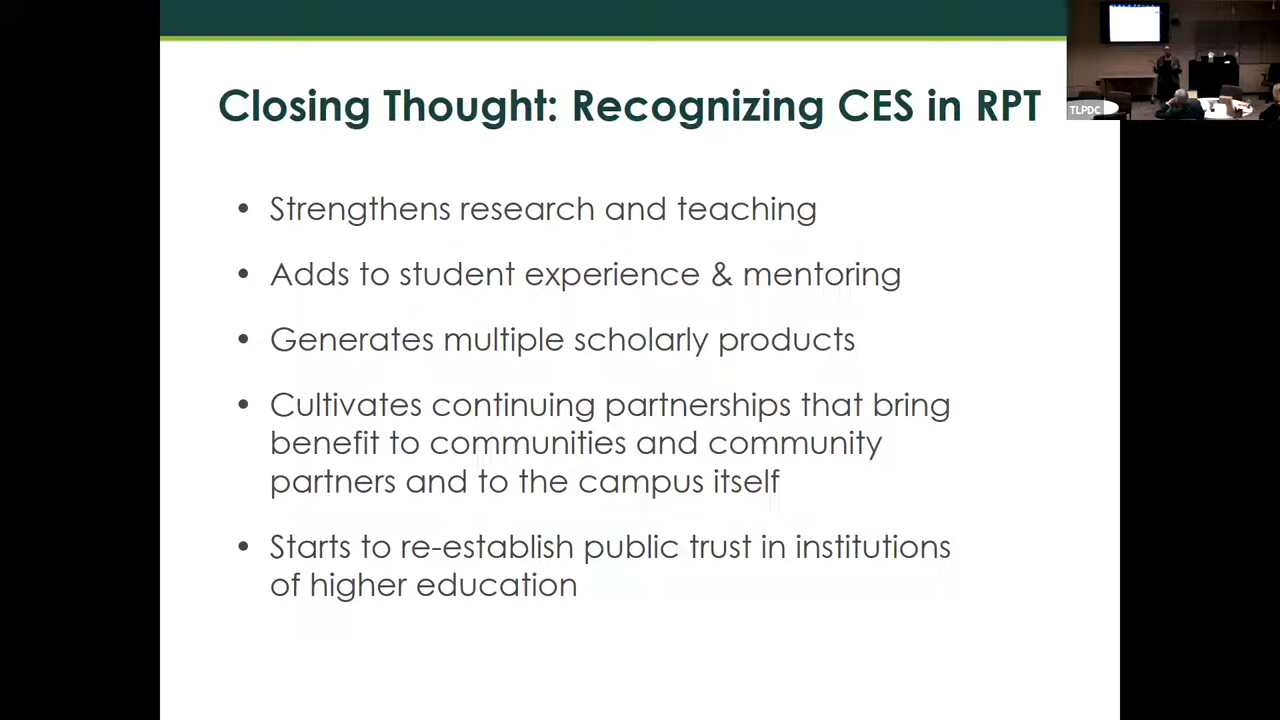 Closing Thought: Recognizing CES in RPT
TLPDC
• Strengthens research and teaching
• Adds to student experience & mentoring
• Generates multiple scholarly products
• Cultivates continuing partnerships that bring
benefit to communities and community
partners and to the campus itself
• Starts to re-establish public trust in institutions
of higher education